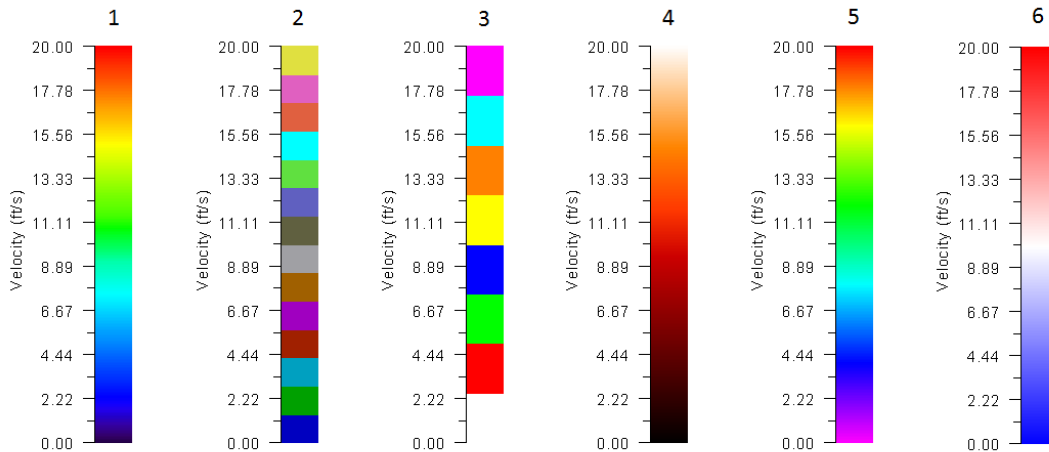 1 2 3 4 5 6
20.00 20.00 20.00 20.00 20.00 20.00
17.78 17.78 17.78 17.78 17.78 17.78
15.56 15.56 15.56 15.56 15.56 15.56
13.33 13.33 13.33 13.33 13.33 13.33
11.11 11.11 11.11 11.11 11.11 11.11
8.89 8.89 8.89 8.89 8.89 8.89
6.67 6.67 6.67 6.67 6.67 6.67
4.44 4.44 4.44 4.44 4.44 4.44
2.22 2.22 2.22 2.22 2.22 2.22
0.00 0.00 0.00 0.00 0.00 0.00
Velocity (ft/s)
Velocity (ft/s)
Velocity (ft/s)
Velocity (ft/s)
Velocity (ft/s)
Velocity (ft/s)